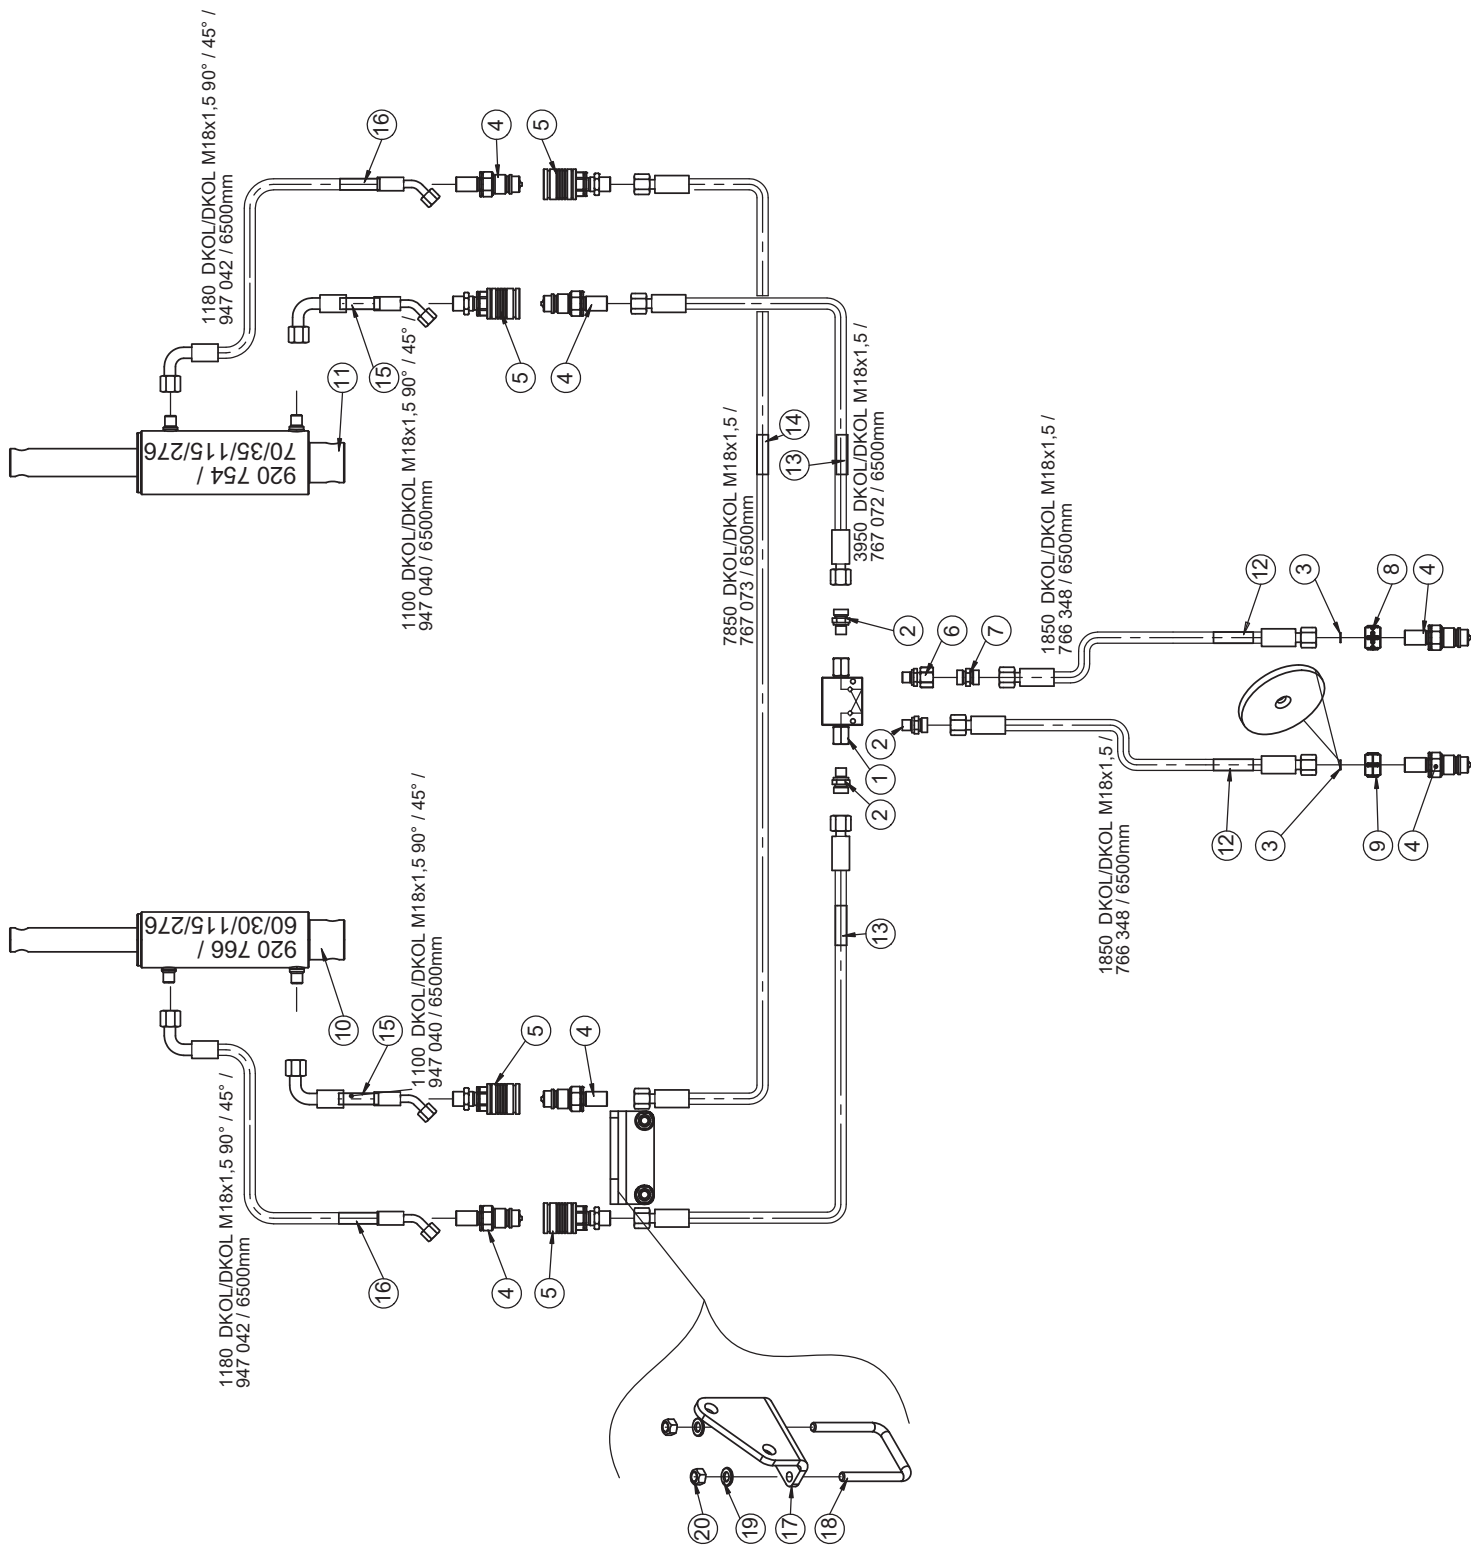 1180 DKOL/DKOL M18x1,5 90° / 45° /
947 042 / 6500mm
16
4
5
920 754 /
70/35/115/276
11
15
1100 DKOL/DKOL M18x1,5 90° / 45° /
947 040 / 6500mm
5
4
7850 DKOL/DKOL M18x1,5 /
767 073 / 6500mm
14
13
3950 DKOL/DKOL M18x1,5 /
767 072 / 6500mm
2
6
7
1850 DKOL/DKOL M18x1,5 /
766 348 / 6500mm
12
3
8
4
2
1
2
1850 DKOL/DKOL M18x1,5 /
766 348 / 6500mm
12
3
9
4
920 766 /
60/30/115/276
10
15
1100 DKOL/DKOL M18x1,5 90° / 45° /
947 040 / 6500mm
5
4
13
1180 DKOL/DKOL M18x1,5 90° / 45° /
947 042 / 6500mm
16
4
5
20
19
17
18